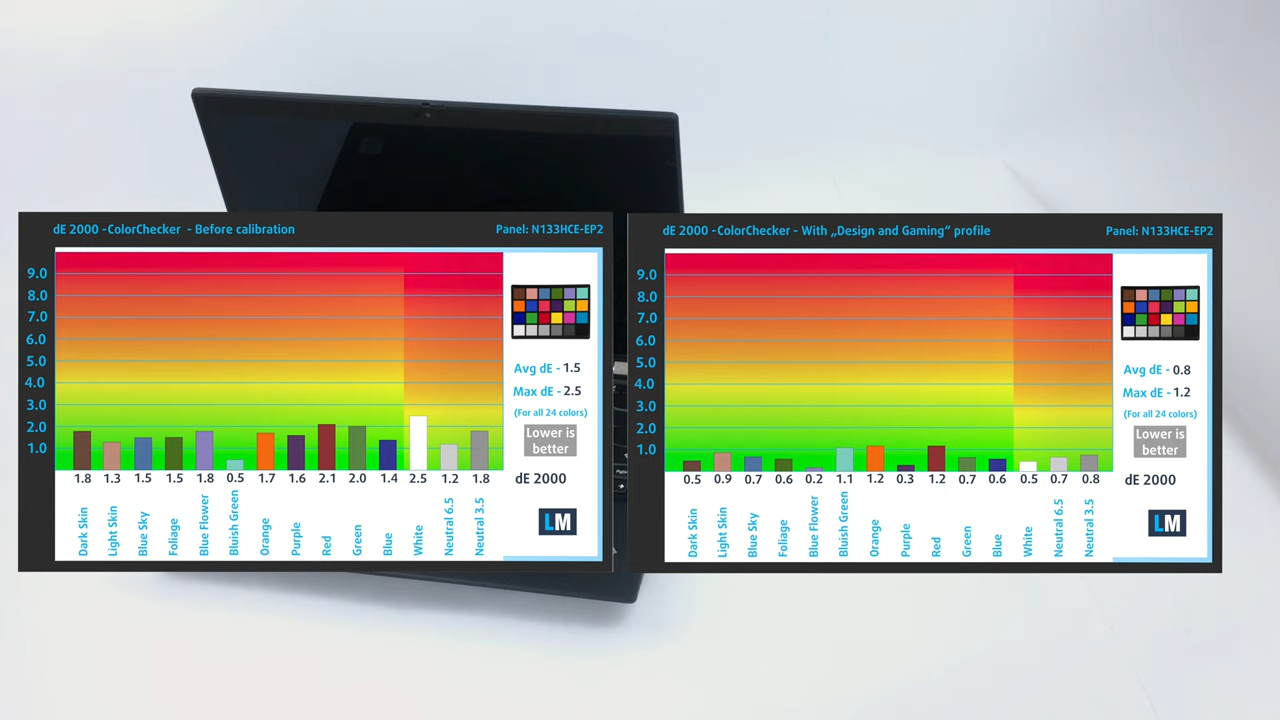 dE 2000 -ColorChecker - Before calibration
Panel: N133HCE-EP2
9.0
8.0
7.0
6.0
5.0
4.0
3.0
2.0
1.0
Avg dE - 1.5
Max dE - 2.5
(For all 24 colors)
Lower is
better
dE 2000
1.8 1.3 1.5 1.5 1.8 0.5 1.7 1.6 2.1 2.0 1.4 2.5 1.2 1.8
Dark Skin
Light Skin
Blue Sky
Foliage
Blue Flower
Bluish Green
Orange
Purple
Red
Green
Blue
White
Neutral 6.5
Neutral 3.5
LM
dE 2000 -ColorChecker - With „Design and Gaming“ profile
Panel: N133HCE-EP2
9.0
8.0
7.0
6.0
5.0
4.0
3.0
2.0
1.0
Avg dE - 0.8
Max dE - 1.2
(For all 24 colors)
Lower is
better
dE 2000
0.5 0.9 0.7 0.6 0.2 1.1 1.2 0.3 1.2 0.7 0.6 0.5 0.7 0.8
Dark Skin
Light Skin
Blue Sky
Foliage
Blue Flower
Bluish Green
Orange
Purple
Red
Green
Blue
White
Neutral 6.5
Neutral 3.5
LM